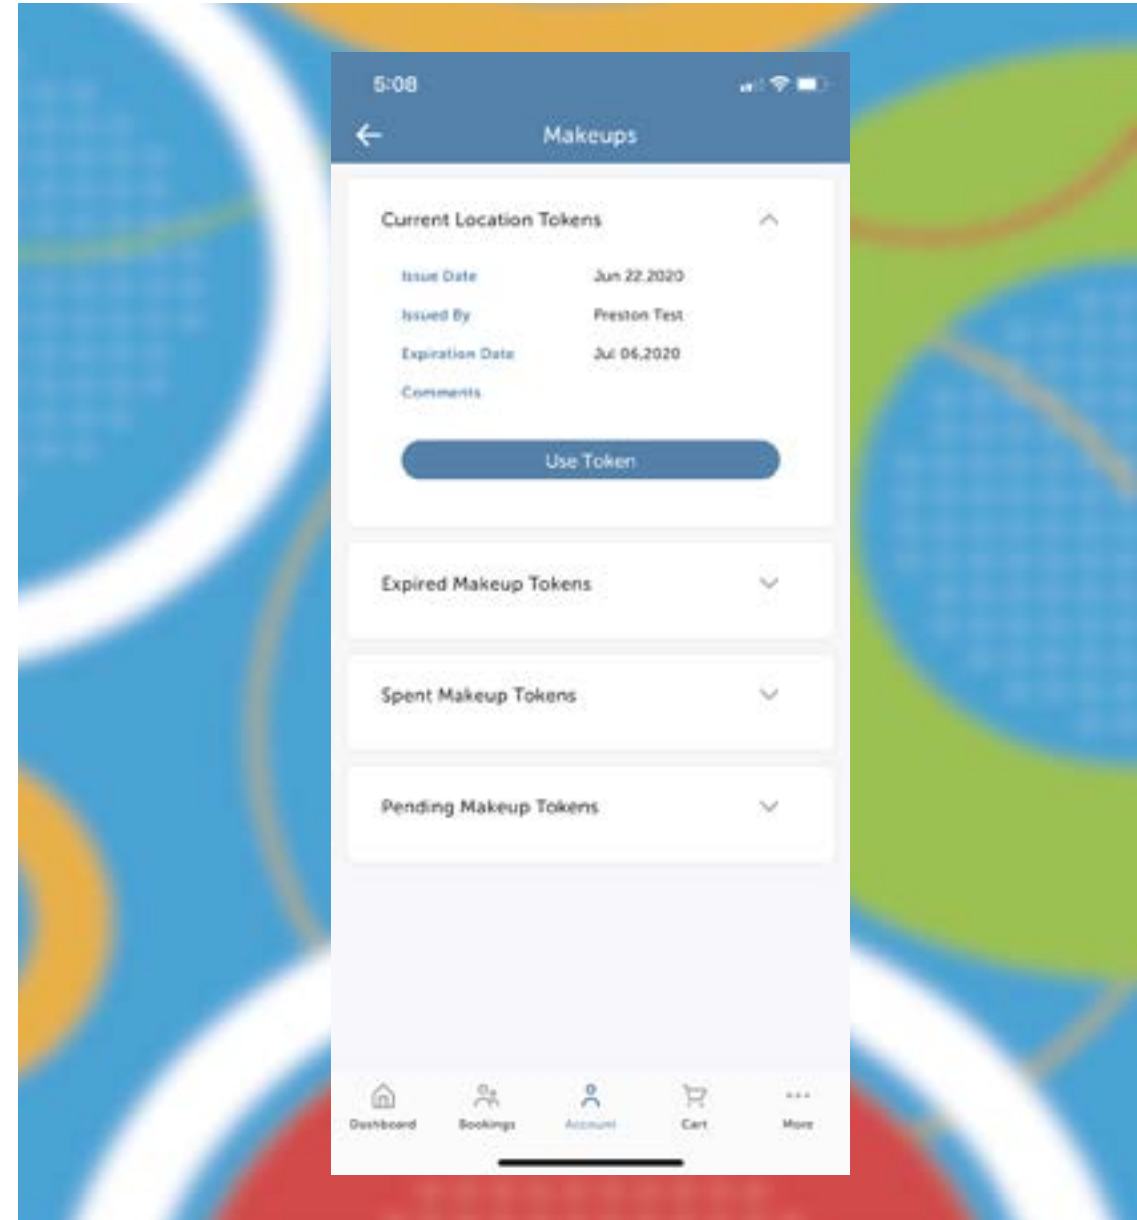 5:08
Makeups
Current Location Tokens
Issue Date Jun 22,2020
Issued By Preston Test
Expiration Date Jul 06,2020
Comments
Use Token
Expired Makeup Tokens
Spent Makeup Tokens
Pending Makeup Tokens
Dashboard Bookings Account Cart More